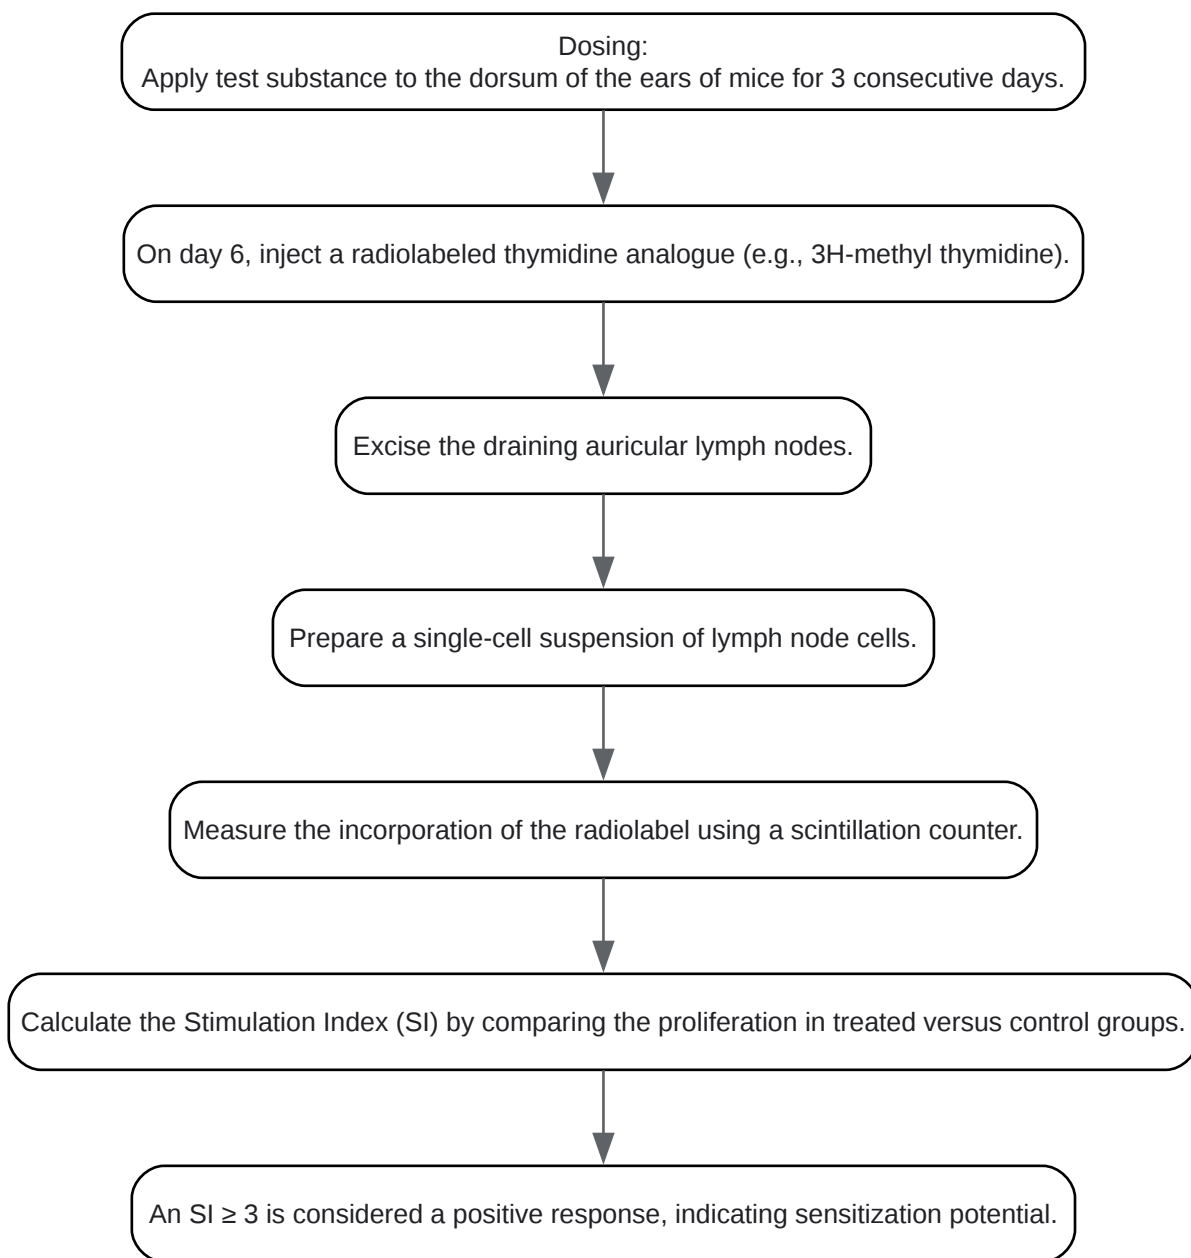 Dosing:
Apply test substance to the dorsum of the ears of mice for 3 consecutive days.
On day 6, inject a radiolabeled thymidine analogue (e.g., 3H-methyl thymidine).
Excise the draining auricular lymph nodes.
Prepare a single-cell suspension of lymph node cells.
Measure the incorporation of the radiolabel using a scintillation counter.
Calculate the Stimulation Index (SI) by comparing the proliferation in treated versus control groups.
An SI ≥ 3 is considered a positive response, indicating sensitization potential.